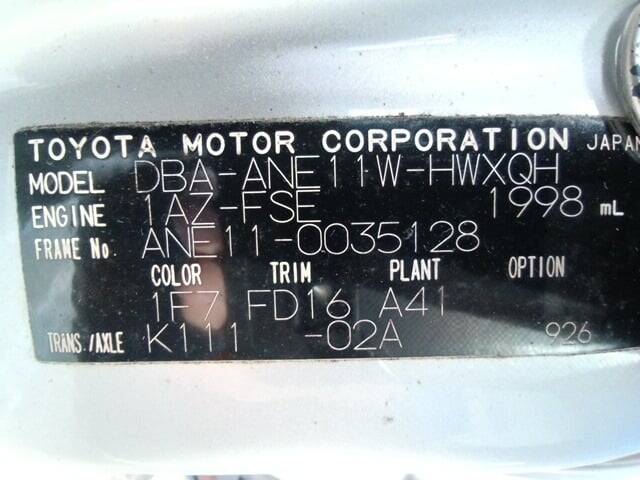 TOYOTA MOTOR CORPORATION JAPAN
MODEL DBA-ANE11W-HWXQH
ENGINE 1AZ-FSE 1998 mL
FRAME No. ANE11-0035128
COLOR TRIM PLANT OPTION
1F7 FD16 A41
TRANS./AXLE K111 -02A 926